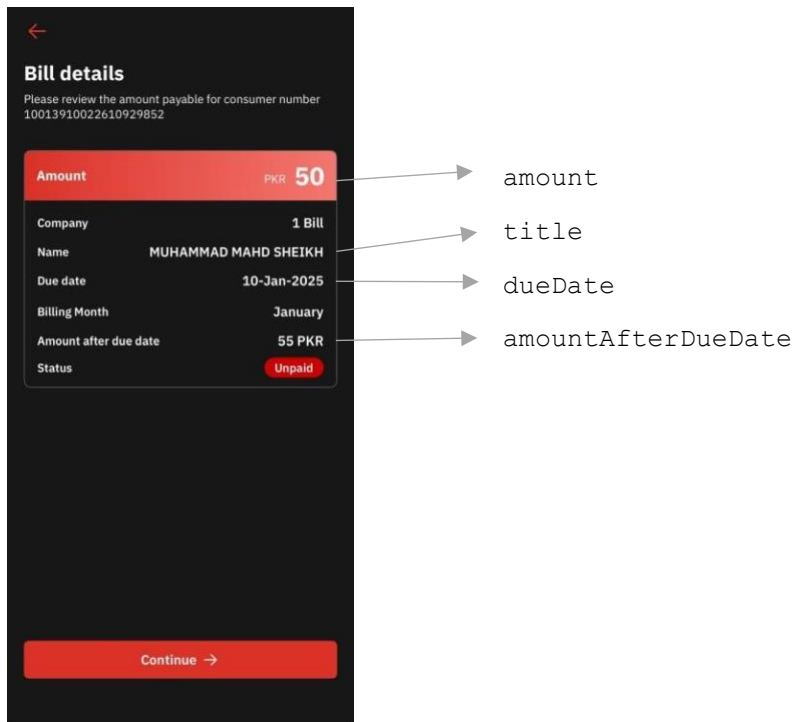 Bill details
Please review the amount payable for consumer number
10013910022610929852
Amount PKR 50
amount
Company 1 Bill
Name MUHAMMAD MAHD SHEIKH
title
Due date 10-Jan-2025
dueDate
Billing Month January
Amount after due date 55 PKR
amountAfterDueDate
Status Unpaid
Continue →